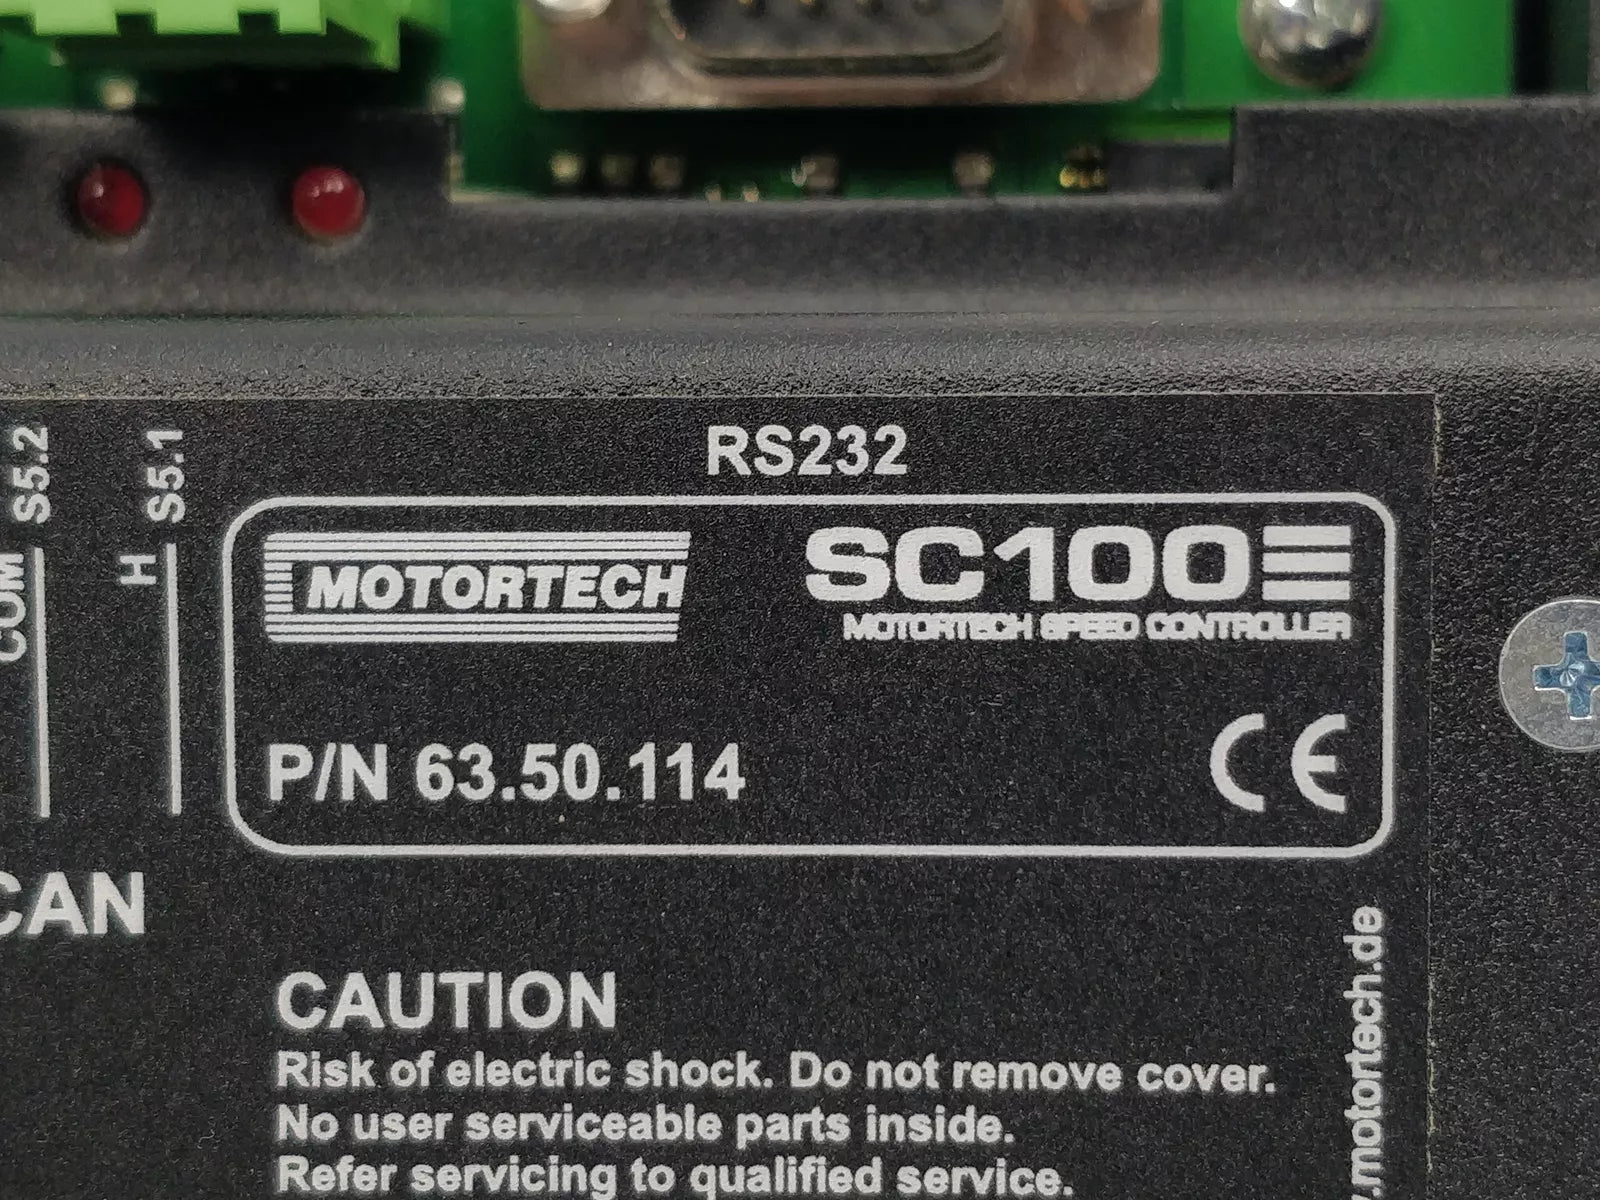 RS232
S5.2
S5.1
COM
H
MOTORTECH
SC100
MOTORTECH SPEED CONTROLLER
P/N 63.50.114
CE
CAN
CAUTION
Risk of electric shock. Do not remove cover.
No user serviceable parts inside.
Refer servicing to qualified service.
.motortech.de